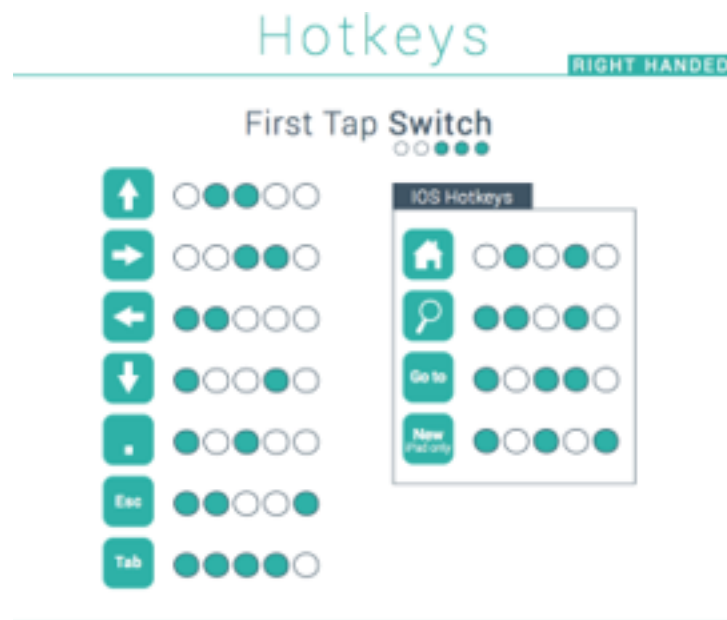 Hotkeys
RIGHT HANDED
First Tap Switch
IOS Hotkeys
Go to
New
iPad only
.
Esc
Tab